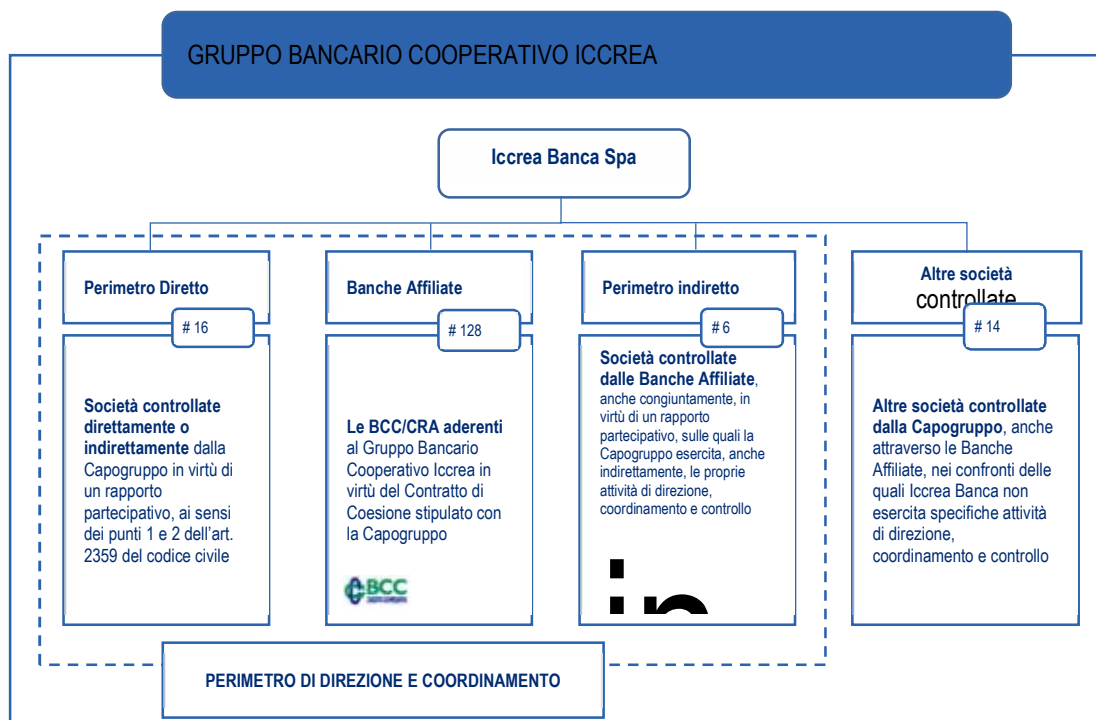 GRUPPO BANCARIO COOPERATIVO ICCREA
Iccrea Banca Spa
Perimetro Diretto
# 16
Società controllate
direttamente o
indirettamente dalla
Capogruppo in virtù di
un rapporto
partecipativo, ai sensi
dei punti 1 e 2 dell'art.
2359 del codice civile
Banche Affiliate
# 128
Le BCC/CRA aderenti
al Gruppo Bancario
Cooperativo Iccrea in
virtù del Contratto di
Coesione stipulato con
la Capogruppo
BCC
Perimetro indiretto
# 6
Società controllate
dalle Banche Affiliate,
anche congiuntamente, in
virtù di un rapporto
partecipativo, sulle quali la
Capogruppo esercita, anche
indirettamente, le proprie
attività di direzione,
coordinamento e controllo
in
Altre società
controllate
# 14
Altre società controllate
dalla Capogruppo, anche
attraverso le Banche
Affiliate, nei confronti delle
quali Iccrea Banca non
esercita specifiche attività
di direzione,
coordinamento e controllo
PERIMETRO DI DIREZIONE E COORDINAMENTO